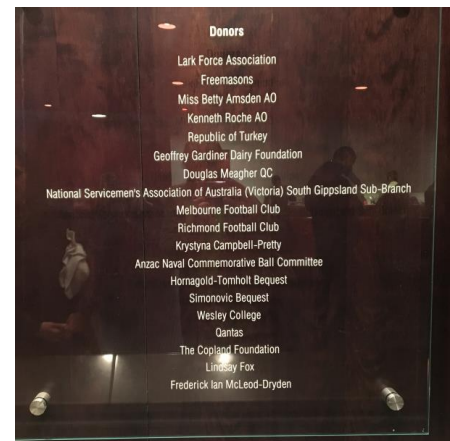 Donors
Lark Force Association
Freemasons
Miss Betty Amsden AO
Kenneth Roche AO
Republic of Turkey
Geoffrey Gardiner Dairy Foundation
Douglas Meagher QC
National Servicemen's Association of Australia (Victoria) South Gippsland Sub-Branch
Melbourne Football Club
Richmond Football Club
Krystyna Campbell-Pretty
Anzac Naval Commemorative Ball Committee
Hornagold-Tomholt Bequest
Simonovic Bequest
Wesley College
Qantas
The Copland Foundation
Lindsay Fox
Frederick Ian McLeod-Dryden